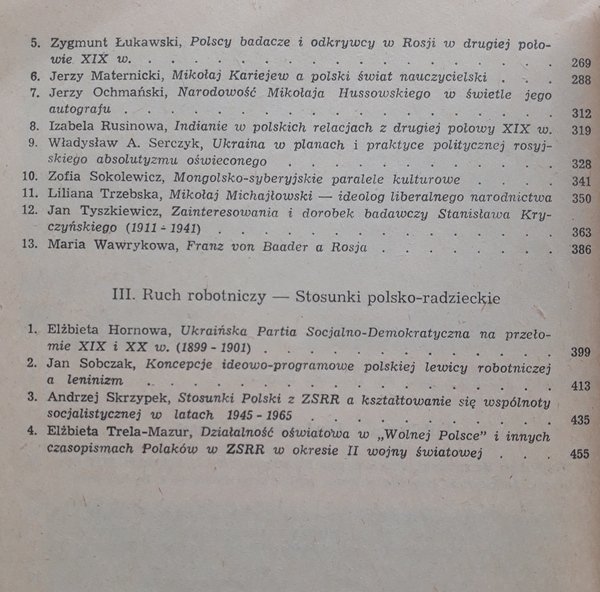 5. Zygmunt Łukawski, Polscy badacze i odkrywcy w Rosji w drugiej poło-
wie XIX w. . . . . . . . . . . . . . 269
6. Jerzy Maternicki, Mikołaj Kariejew a polski świat nauczycielski . . . 288
7. Jerzy Ochmański, Narodowość Mikołaja Hussowskiego w świetle jego
autografu . . . . . . . . . . . . . . 312
8. Izabela Rusinowa, Indianie w polskich relacjach z drugiej połowy XIX w. 319
9. Władysław A. Serczyk, Ukraina w planach i praktyce politycznej rosyj-
skiego absolutyzmu oświeconego . . . . . . . . . 328
10. Zofia Sokolewicz, Mongolsko-syberyjskie paralele kulturowe . . . . 341
11. Liliana Trzebska, Mikołaj Michajłowski — ideolog liberalnego narodnictwa 350
12. Jan Tyszkiewicz, Zainteresowania i dorobek badawczy Stanisława Kry-
czyńskiego (1911 - 1941) . . . . . . . . . . . 363
13. Maria Wawrykowa, Franz von Baader a Rosja . . . . . . . 386
III. Ruch robotniczy — Stosunki polsko-radzieckie
1. Elżbieta Hornowa, Ukraińska Partia Socjalno-Demokratyczna na przeło-
mie XIX i XX w. (1899 - 1901) . . . . . . . . . . 399
2. Jan Sobczak, Koncepcje ideowo-programowe polskiej lewicy robotniczej
a leninizm . . . . . . . . . . . . . 413
3. Andrzej Skrzypek, Stosunki Polski z ZSRR a kształtowanie się wspólnoty
socjalistycznej w latach 1945 - 1965 . . . . . . . . 435
4. Elżbieta Trela-Mazur, Działalność oświatowa w „Wolnej Polsce" i innych
czasopismach Polaków w ZSRR w okresie II wojny światowej . . . 455